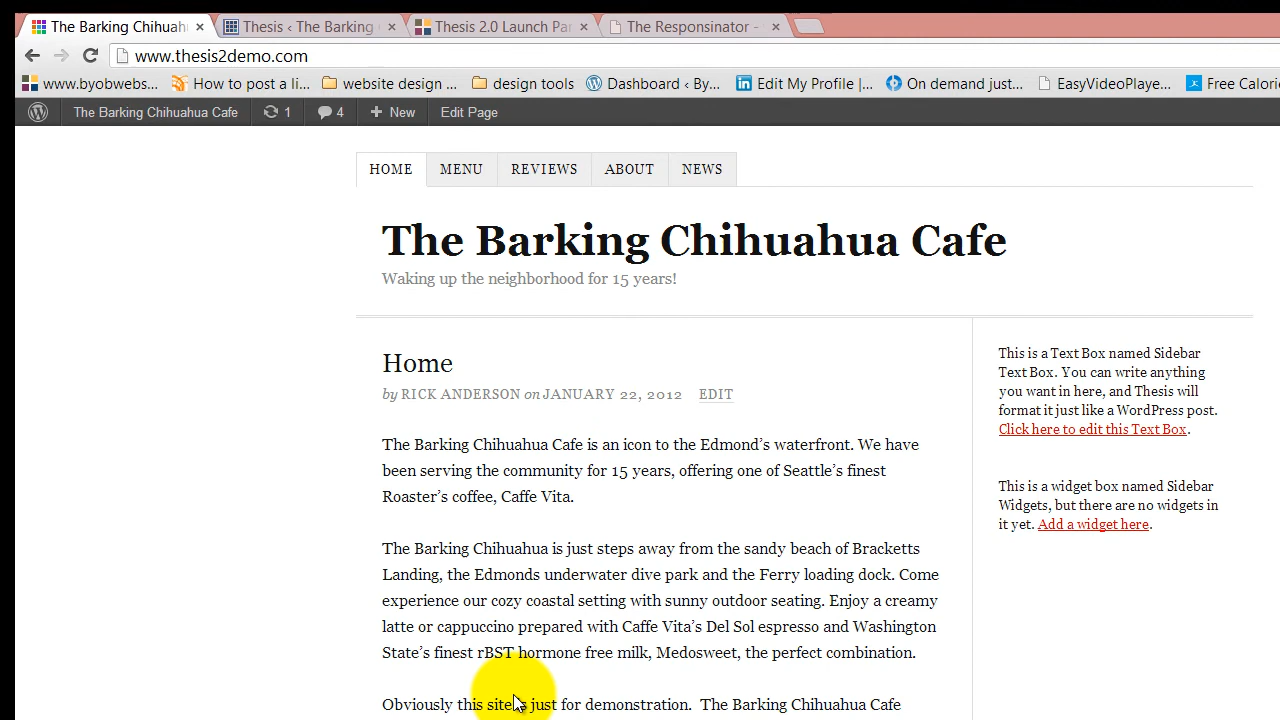 The Barking Chihuah
Thesis ‹ The Barking
Thesis 2.0 Launch Par
The Responsinator -
www.thesis2demo.com
www.byobwebs...
How to post a li...
website design ...
design tools
Dashboard ‹ By...
Edit My Profile |...
On demand just...
EasyVideoPlaye...
Free Calori
The Barking Chihuahua Cafe
1
4
+ New
Edit Page
HOME
MENU
REVIEWS
ABOUT
NEWS
The Barking Chihuahua Cafe
Waking up the neighborhood for 15 years!
Home
by RICK ANDERSON on JANUARY 22, 2012 EDIT
The Barking Chihuahua Cafe is an icon to the Edmond's waterfront. We have
been serving the community for 15 years, offering one of Seattle's finest
Roaster's coffee, Caffe Vita.
The Barking Chihuahua is just steps away from the sandy beach of Bracketts
Landing, the Edmonds underwater dive park and the Ferry loading dock. Come
experience our cozy coastal setting with sunny outdoor seating. Enjoy a creamy
latte or cappuccino prepared with Caffe Vita's Del Sol espresso and Washington
State's finest rBST hormone free milk, Medosweet, the perfect combination.
Obviously this site is just for demonstration. The Barking Chihuahua Cafe
This is a Text Box named Sidebar
Text Box. You can write anything
you want in here, and Thesis will
format it just like a WordPress post.
Click here to edit this Text Box.
This is a widget box named Sidebar
Widgets, but there are no widgets in
it yet. Add a widget here.